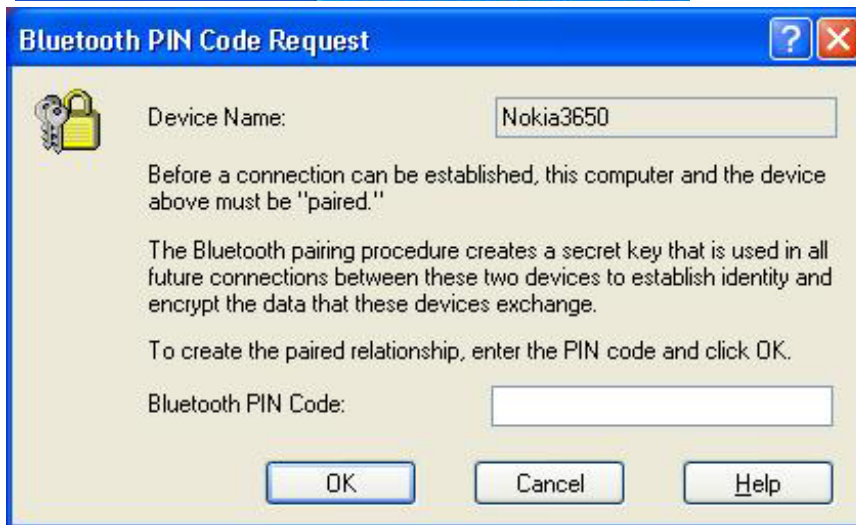 Bluetooth PIN Code Request
Device Name: Nokia3650
Before a connection can be established, this computer and the device
above must be "paired."
The Bluetooth pairing procedure creates a secret key that is used in all
future connections between these two devices to establish identity and
encrypt the data that these devices exchange.
To create the paired relationship, enter the PIN code and click OK.
Bluetooth PIN Code:
OK Cancel Help